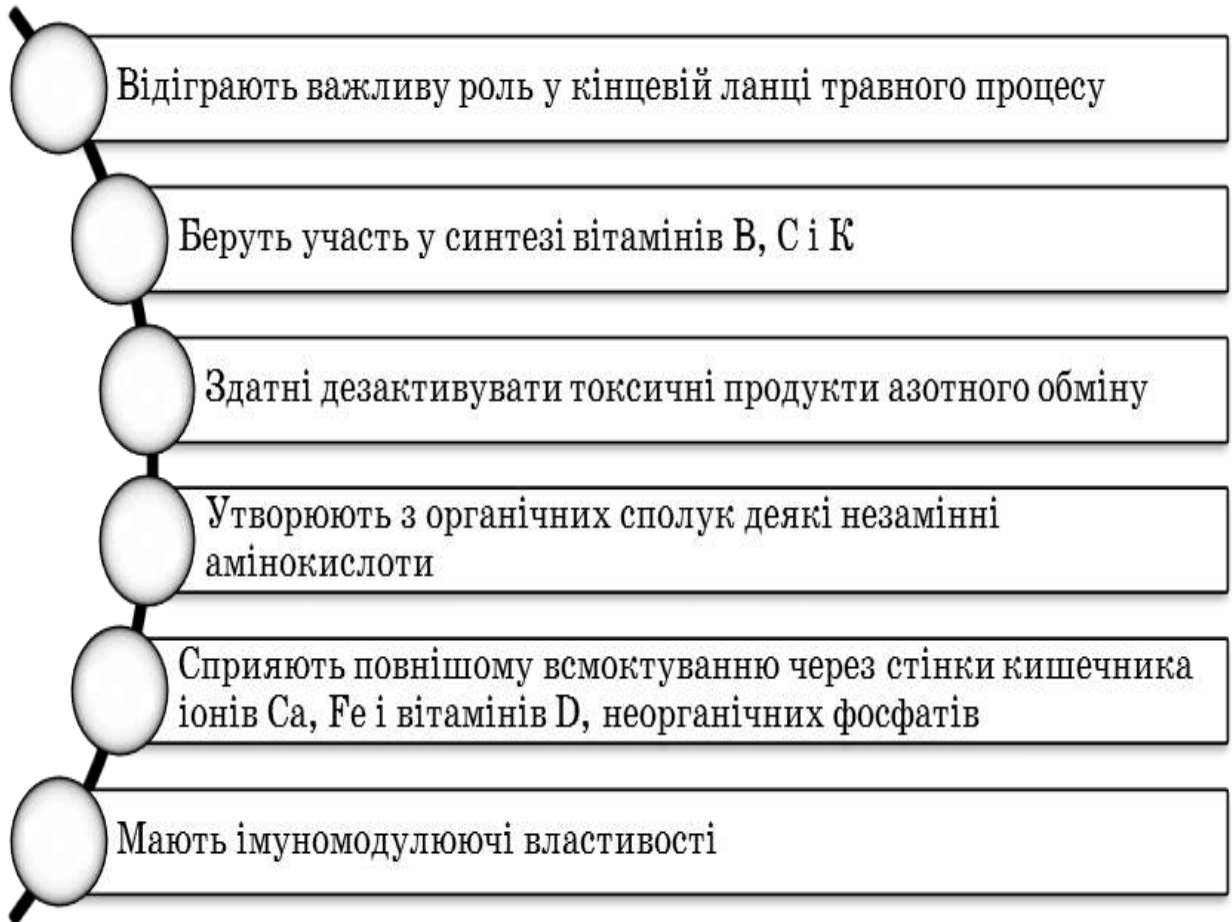 Відіграють важливу роль у кінцевій ланці травного процесу
Беруть участь у синтезі вітамінів В, С і К
Здатні дезактивувати токсичні продукти азотного обміну
Утворюють з органічних сполук деякі незамінні
амінокислоти
Сприяють повнішому всмоктуванню через стінки кишечника
іонів Ca, Fe і вітамінів D, неорганічних фосфатів
Мають імуномодулюючі властивості